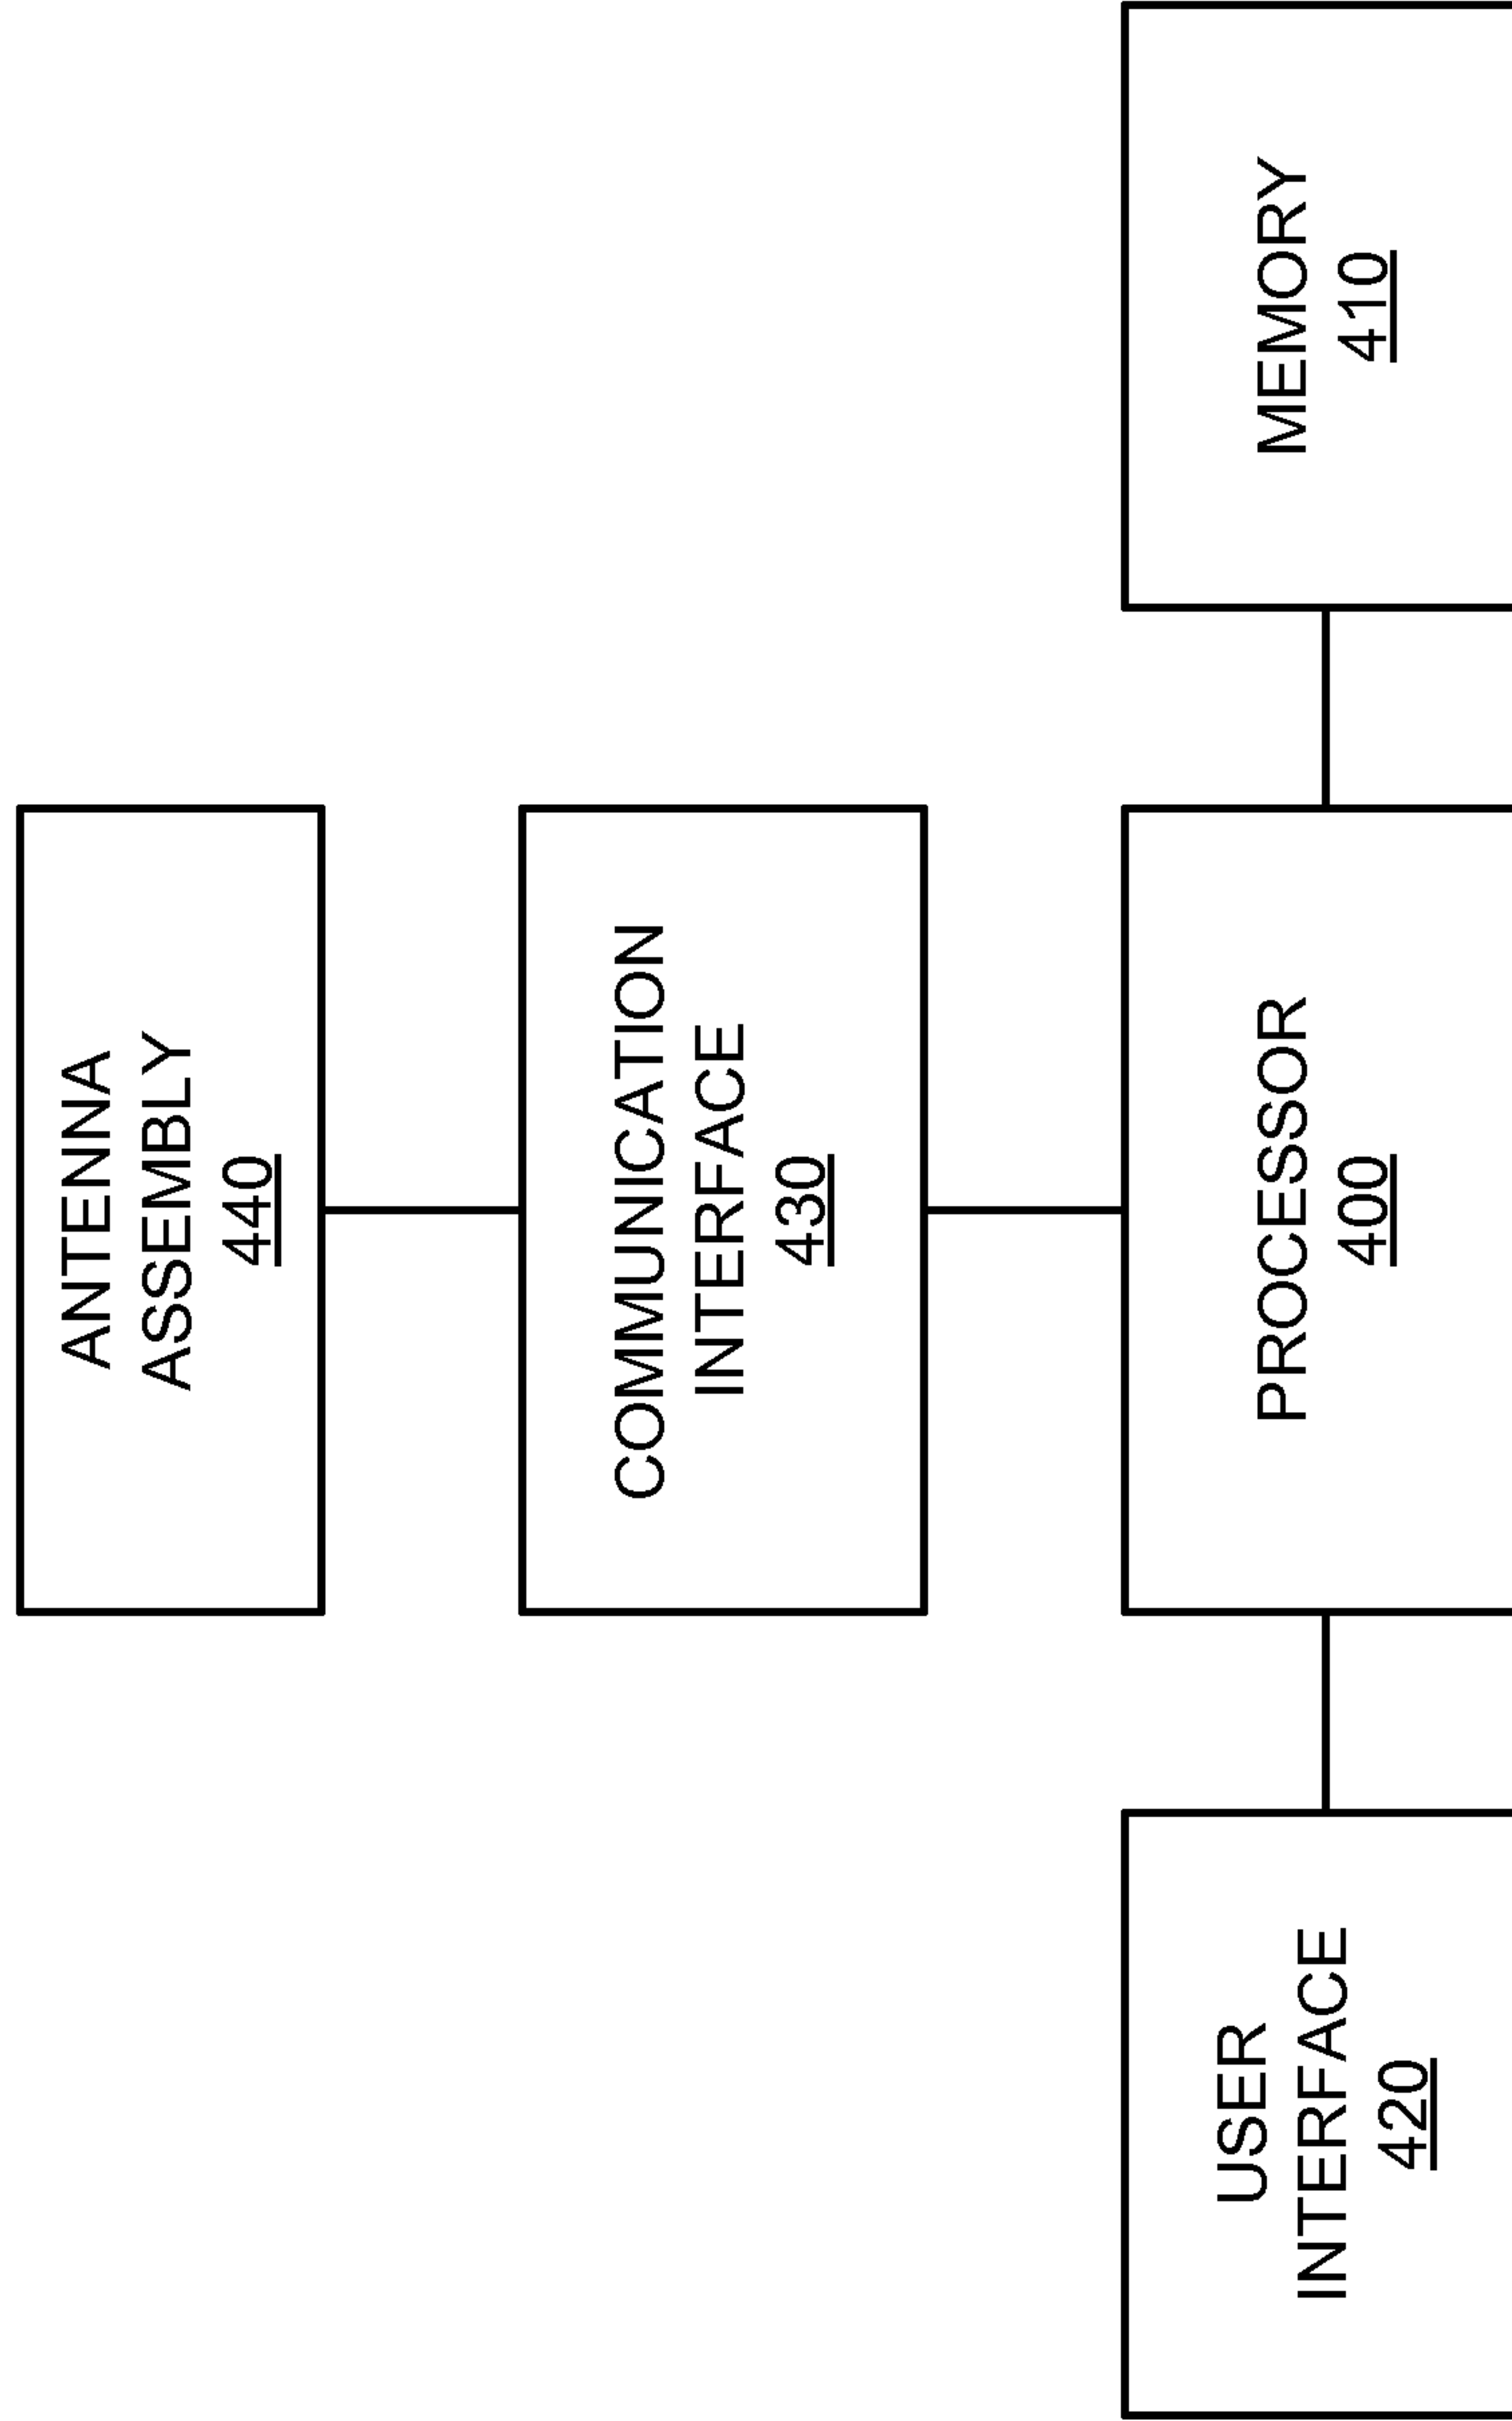 ANTENNA
ASSEMBLY
440
COMMUNICATION
INTERFACE
430
USER
INTERFACE
420
PROCESSOR
400
MEMORY
410